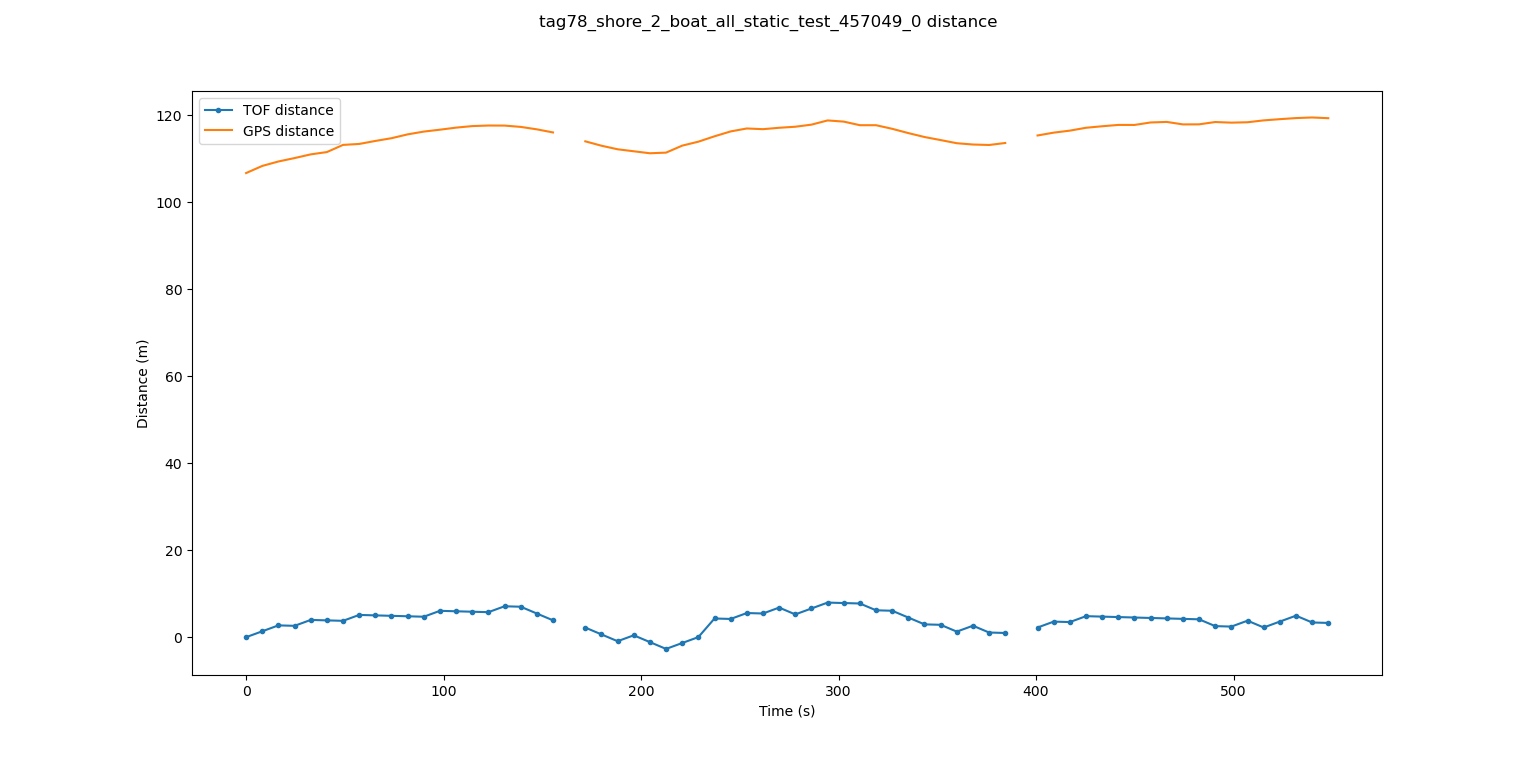 tag78_shore_2_boat_all_static_test_457049_0 distance
TOF distance
GPS distance
120
100
80
60
40
20
0
Distance (m)
0 100 200 300 400 500
Time (s)